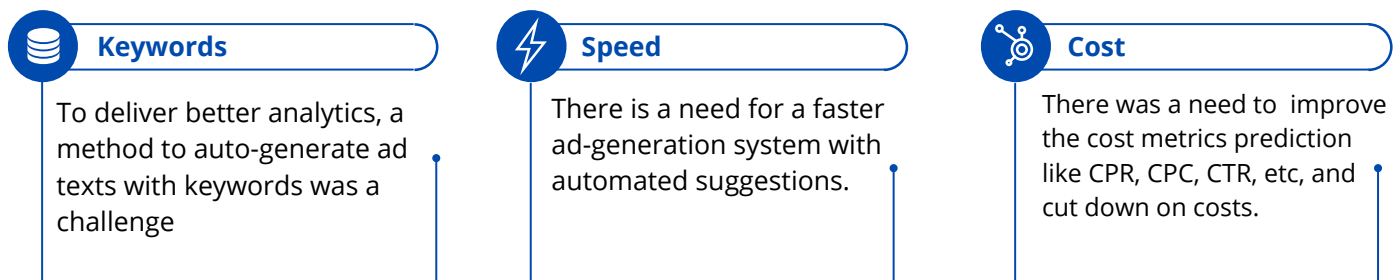 Keywords
To deliver better analytics, a
method to auto-generate ad
texts with keywords was a
challenge
Speed
There is a need for a faster
ad-generation system with
automated suggestions.
Cost
There was a need to  improve
the cost metrics prediction
like CPR, CPC, CTR, etc, and
cut down on costs.